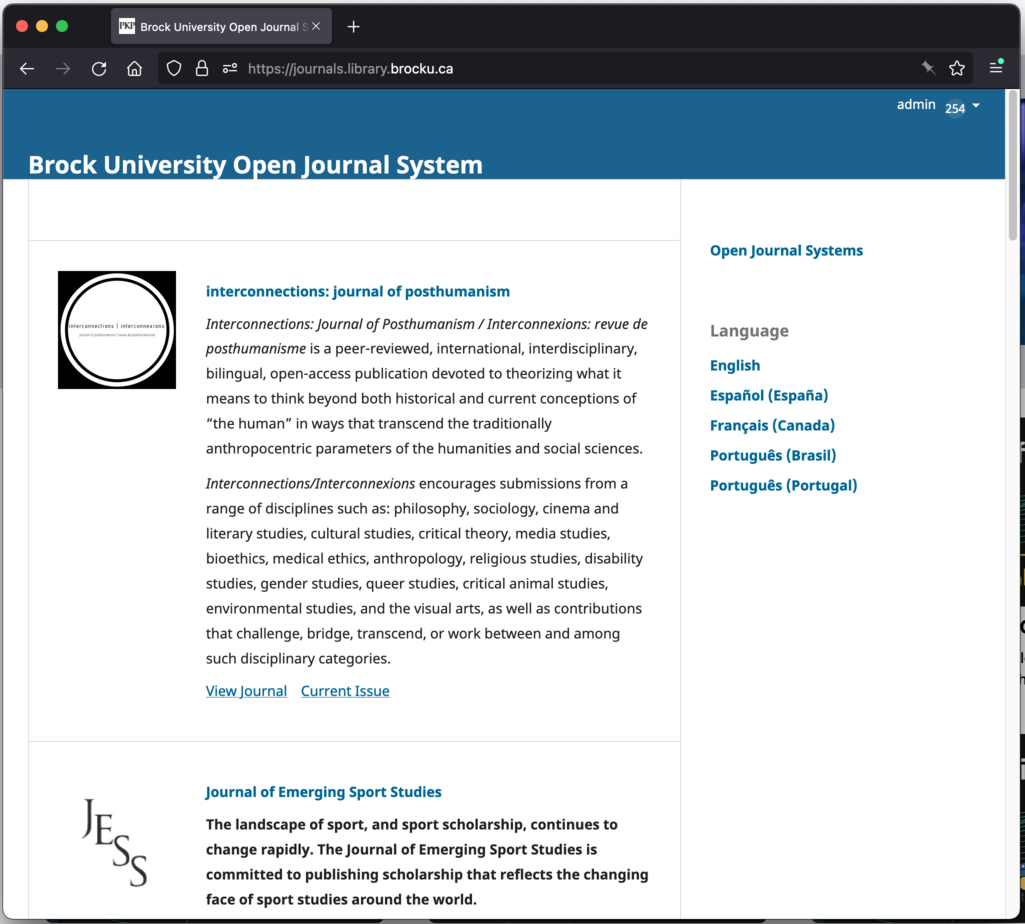 PKP Brock University Open Journal S
https://journals.library.brocku.ca
admin 254
Brock University Open Journal System
interconnections | interconnexions
interconnections: journal of posthumanism
Interconnections: Journal of Posthumanism / Interconnexions: revue de
posthumanisme is a peer-reviewed, international, interdisciplinary,
bilingual, open-access publication devoted to theorizing what it
means to think beyond both historical and current conceptions of
“the human” in ways that transcend the traditionally
anthropocentric parameters of the humanities and social sciences.
Interconnections/Interconnexions encourages submissions from a
range of disciplines such as: philosophy, sociology, cinema and
literary studies, cultural studies, critical theory, media studies,
bioethics, medical ethics, anthropology, religious studies, disability
studies, gender studies, queer studies, critical animal studies,
environmental studies, and the visual arts, as well as contributions
that challenge, bridge, transcend, or work between and among
such disciplinary categories.
View Journal Current Issue
JESS
Journal of Emerging Sport Studies
The landscape of sport, and sport scholarship, continues to
change rapidly. The Journal of Emerging Sport Studies is
committed to publishing scholarship that reflects the changing
face of sport studies around the world.
Open Journal Systems
Language
English
Español (España)
Français (Canada)
Português (Brasil)
Português (Portugal)